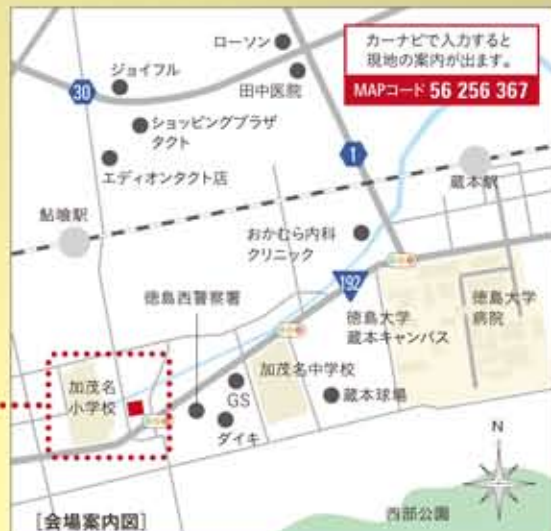 ローソン
カーナビで入力すると
現地の案内が出ます。
MAPコード 56 256 367
ジョイフル
田中医院
30
ショッピングプラザ
タクト
エディオンタクト店
1
蔵本駅
鮎喰駅
おかむら内科
クリニック
192
徳島西警察署
徳島大学
蔵本キャンパス
徳島大学
病院
加茂名
小学校
加茂名中学校
GS
蔵本球場
ダイキ
N
[会場案内図]
西部公園